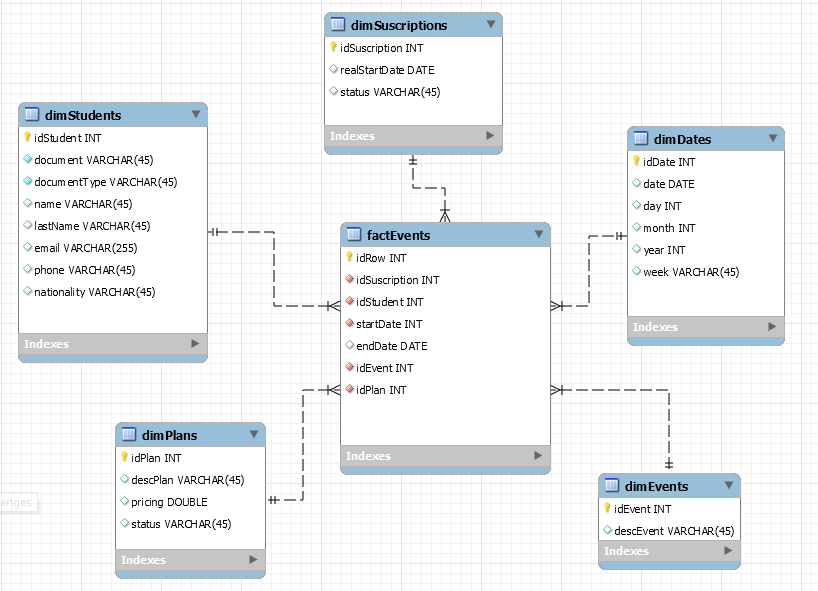 dimSuscriptions
idSuscription INT
realStartDate DATE
status VARCHAR(45)
Indexes
dimStudents
idStudent INT
document VARCHAR(45)
documentType VARCHAR(45)
name VARCHAR(45)
lastName VARCHAR(45)
email VARCHAR(255)
phone VARCHAR(45)
nationality VARCHAR(45)
Indexes
dimDates
idDate INT
date DATE
day INT
month INT
year INT
week VARCHAR(45)
Indexes
factEvents
idRow INT
idSuscription INT
idStudent INT
startDate INT
endDate DATE
idEvent INT
idPlan INT
Indexes
dimPlans
idPlan INT
descPlan VARCHAR(45)
pricing DOUBLE
status VARCHAR(45)
Indexes
dimEvents
idEvent INT
descEvent VARCHAR(45)
Indexes
anges